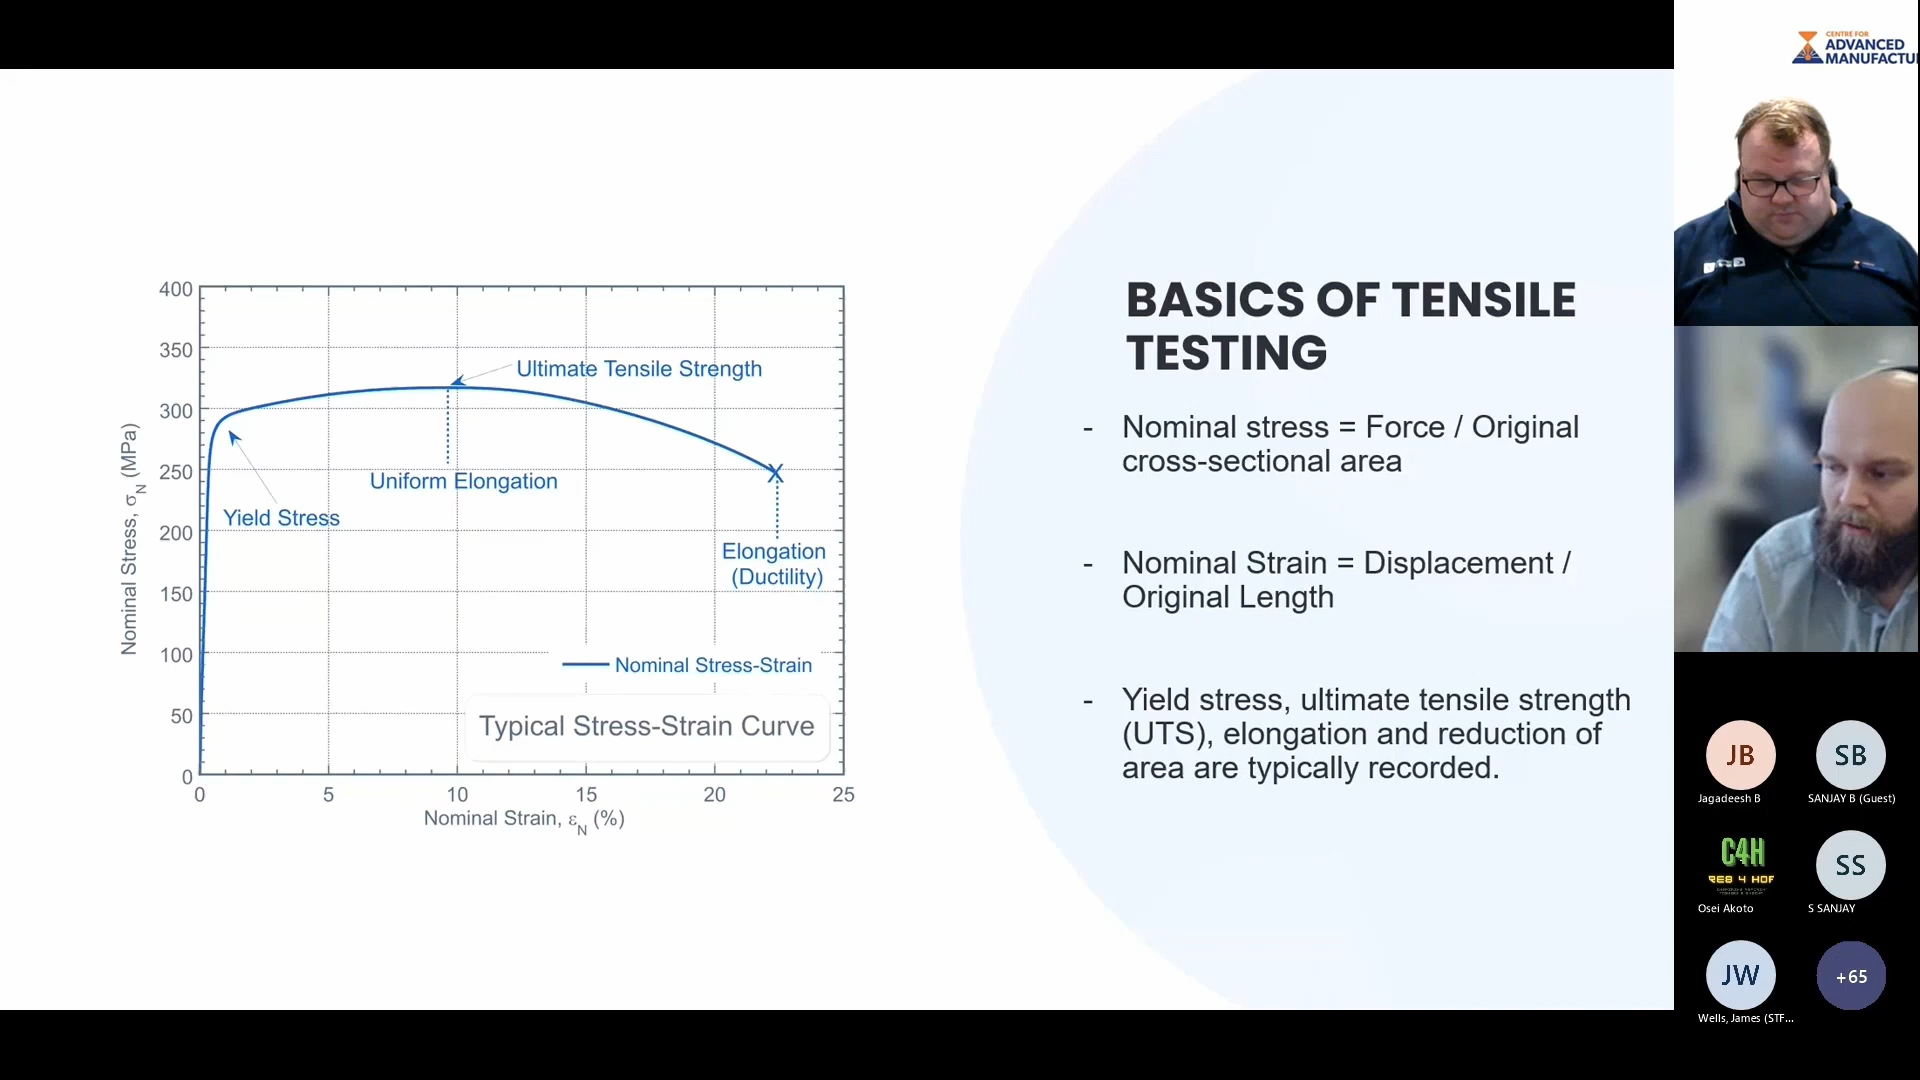 CENTRE FOR
ADVANCED
MANUFACTU
400
350
300
250
200
150
100
50
0
0
5
10
15
20
25
Nominal Stress, σN (MPa)
Nominal Strain, εN (%)
Ultimate Tensile Strength
Uniform Elongation
Yield Stress
Elongation
(Ductility)
Nominal Stress-Strain
Typical Stress-Strain Curve
BASICS OF TENSILE
TESTING
- Nominal stress = Force / Original
cross-sectional area
- Nominal Strain = Displacement /
Original Length
- Yield stress, ultimate tensile strength
(UTS), elongation and reduction of
area are typically recorded.
JB
Jagadeesh B
SB
SANJAY B (Guest)
C4H
Osei Akoto
SS
S SANJAY
JW
Wells, James (STF...
+65